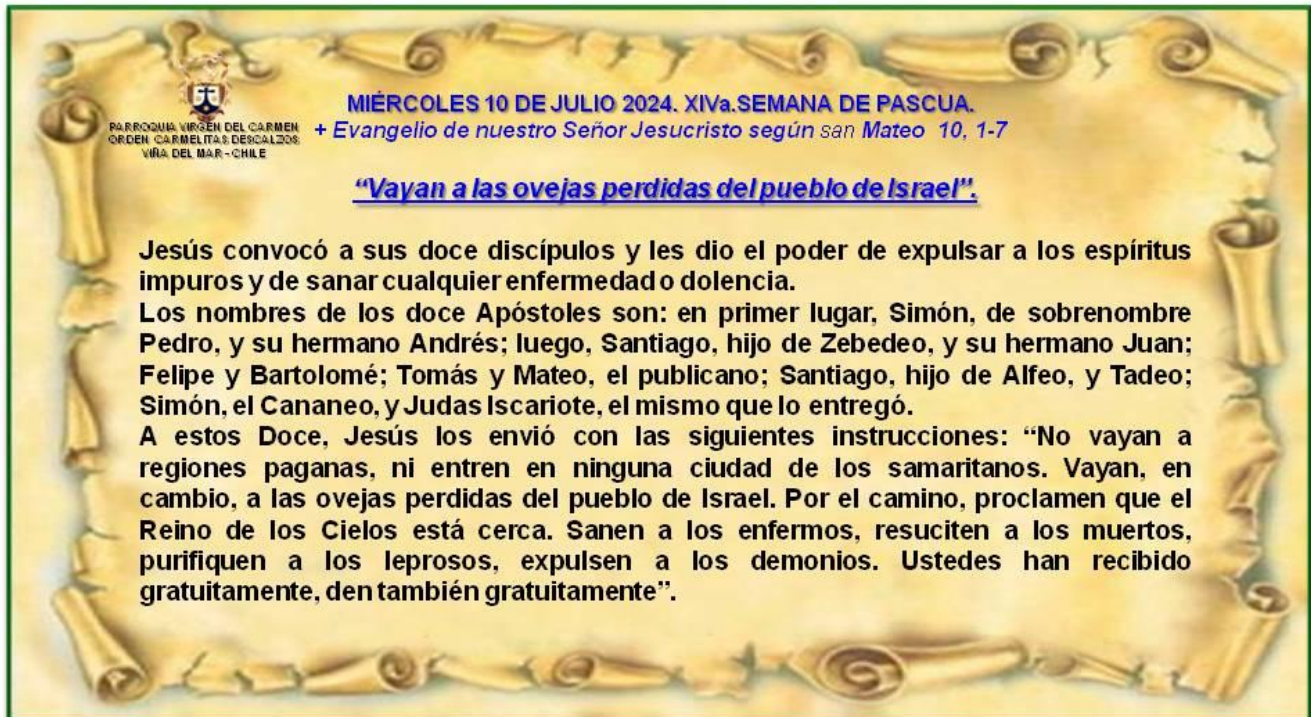 PARROQUIA VIRGEN DEL CARMEN
ORDEN CARMELITAS DESCALZOS
VIÑA DEL MAR - CHILE
MIÉRCOLES 10 DE JULIO 2024. XIVa.SEMANA DE PASCUA.
+ Evangelio de nuestro Señor Jesucristo según san Mateo 10, 1-7
“Vayan a las ovejas perdidas del pueblo de Israel”.
Jesús convocó a sus doce discípulos y les dio el poder de expulsar a los espíritus
impuros y de sanar cualquier enfermedad o dolencia.
Los nombres de los doce Apóstoles son: en primer lugar, Simón, de sobrenombre
Pedro, y su hermano Andrés; luego, Santiago, hijo de Zebedeo, y su hermano Juan;
Felipe y Bartolomé; Tomás y Mateo, el publicano; Santiago, hijo de Alfeo, y Tadeo;
Simón, el Cananeo, y Judas Iscariote, el mismo que lo entregó.
A estos Doce, Jesús los envió con las siguientes instrucciones: “No vayan a
regiones paganas, ni entren en ninguna ciudad de los samaritanos. Vayan, en
cambio, a las ovejas perdidas del pueblo de Israel. Por el camino, proclamen que el
Reino de los Cielos está cerca. Sanen a los enfermos, resuciten a los muertos,
purifiquen a los leprosos, expulsen a los demonios. Ustedes han recibido
gratuitamente, den también gratuitamente”.